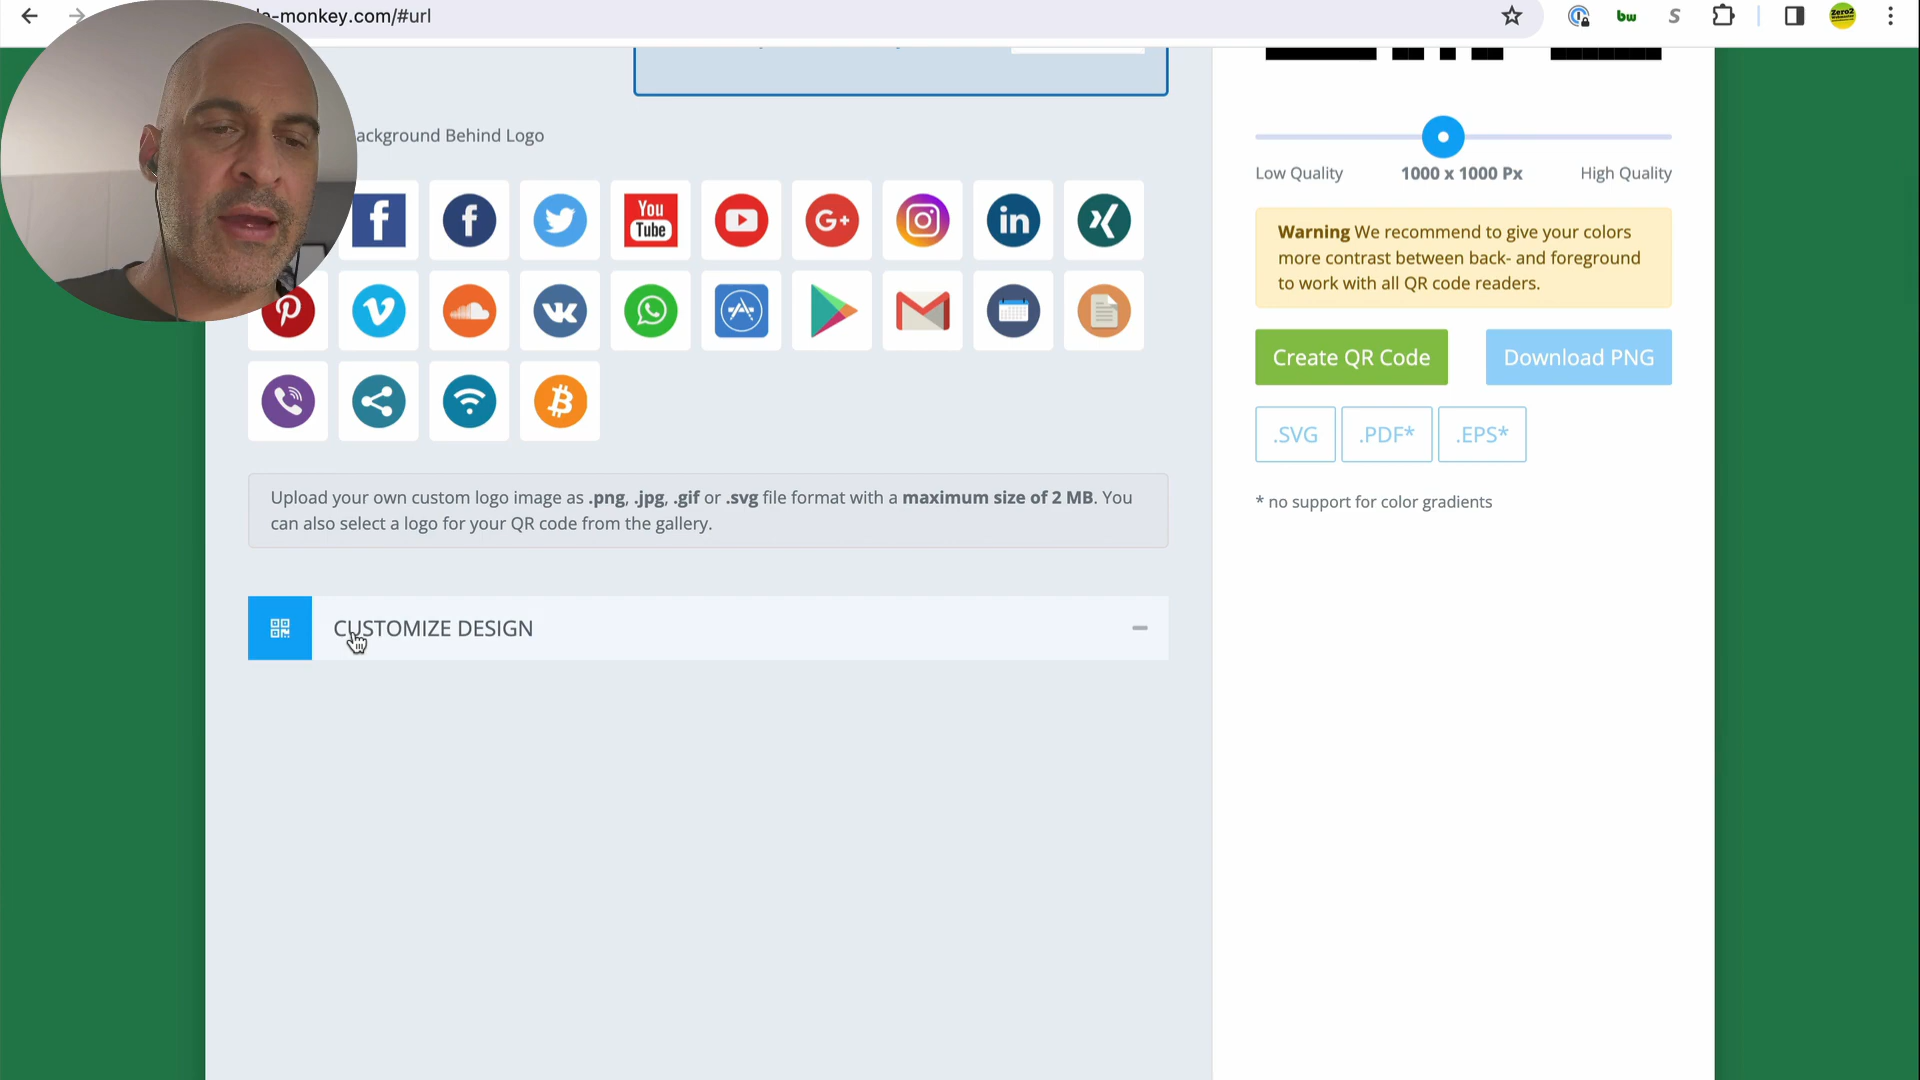 e-monkey.com/#url
bw
S
Zero2
ackground Behind Logo
f
f
You
Tube
G+
in
Low Quality
1000 x 1000 Px
High Quality
Warning We recommend to give your colors
more contrast between back- and foreground
to work with all QR code readers.
Create QR Code
Download PNG
.SVG
.PDF*
.EPS*
* no support for color gradients
Upload your own custom logo image as .png, .jpg, .gif or .svg file format with a maximum size of 2 MB. You
can also select a logo for your QR code from the gallery.
CUSTOMIZE DESIGN